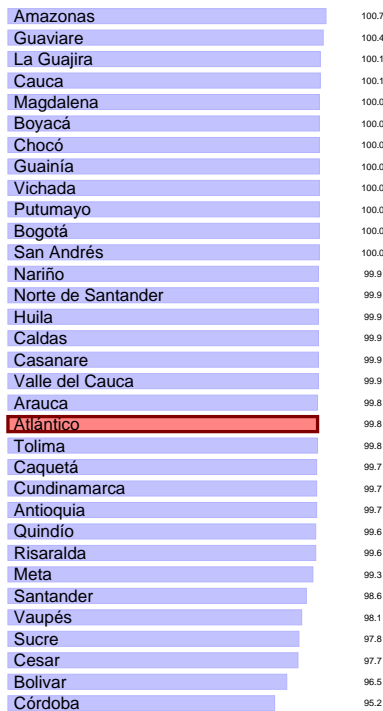 Amazonas 100.7
Guaviare 100.4
La Guajira 100.1
Cauca 100.1
Magdalena 100.0
Boyacá 100.0
Chocó 100.0
Guainía 100.0
Vichada 100.0
Putumayo 100.0
Bogotá 100.0
San Andrés 100.0
Nariño 99.9
Norte de Santander 99.9
Huila 99.9
Caldas 99.9
Casanare 99.9
Valle del Cauca 99.9
Arauca 99.8
Atlántico 99.8
Tolima 99.8
Caquetá 99.7
Cundinamarca 99.7
Antioquia 99.7
Quindío 99.6
Risaralda 99.6
Meta 99.3
Santander 98.6
Vaupés 98.1
Sucre 97.8
Cesar 97.7
Bolivar 96.5
Córdoba 95.2